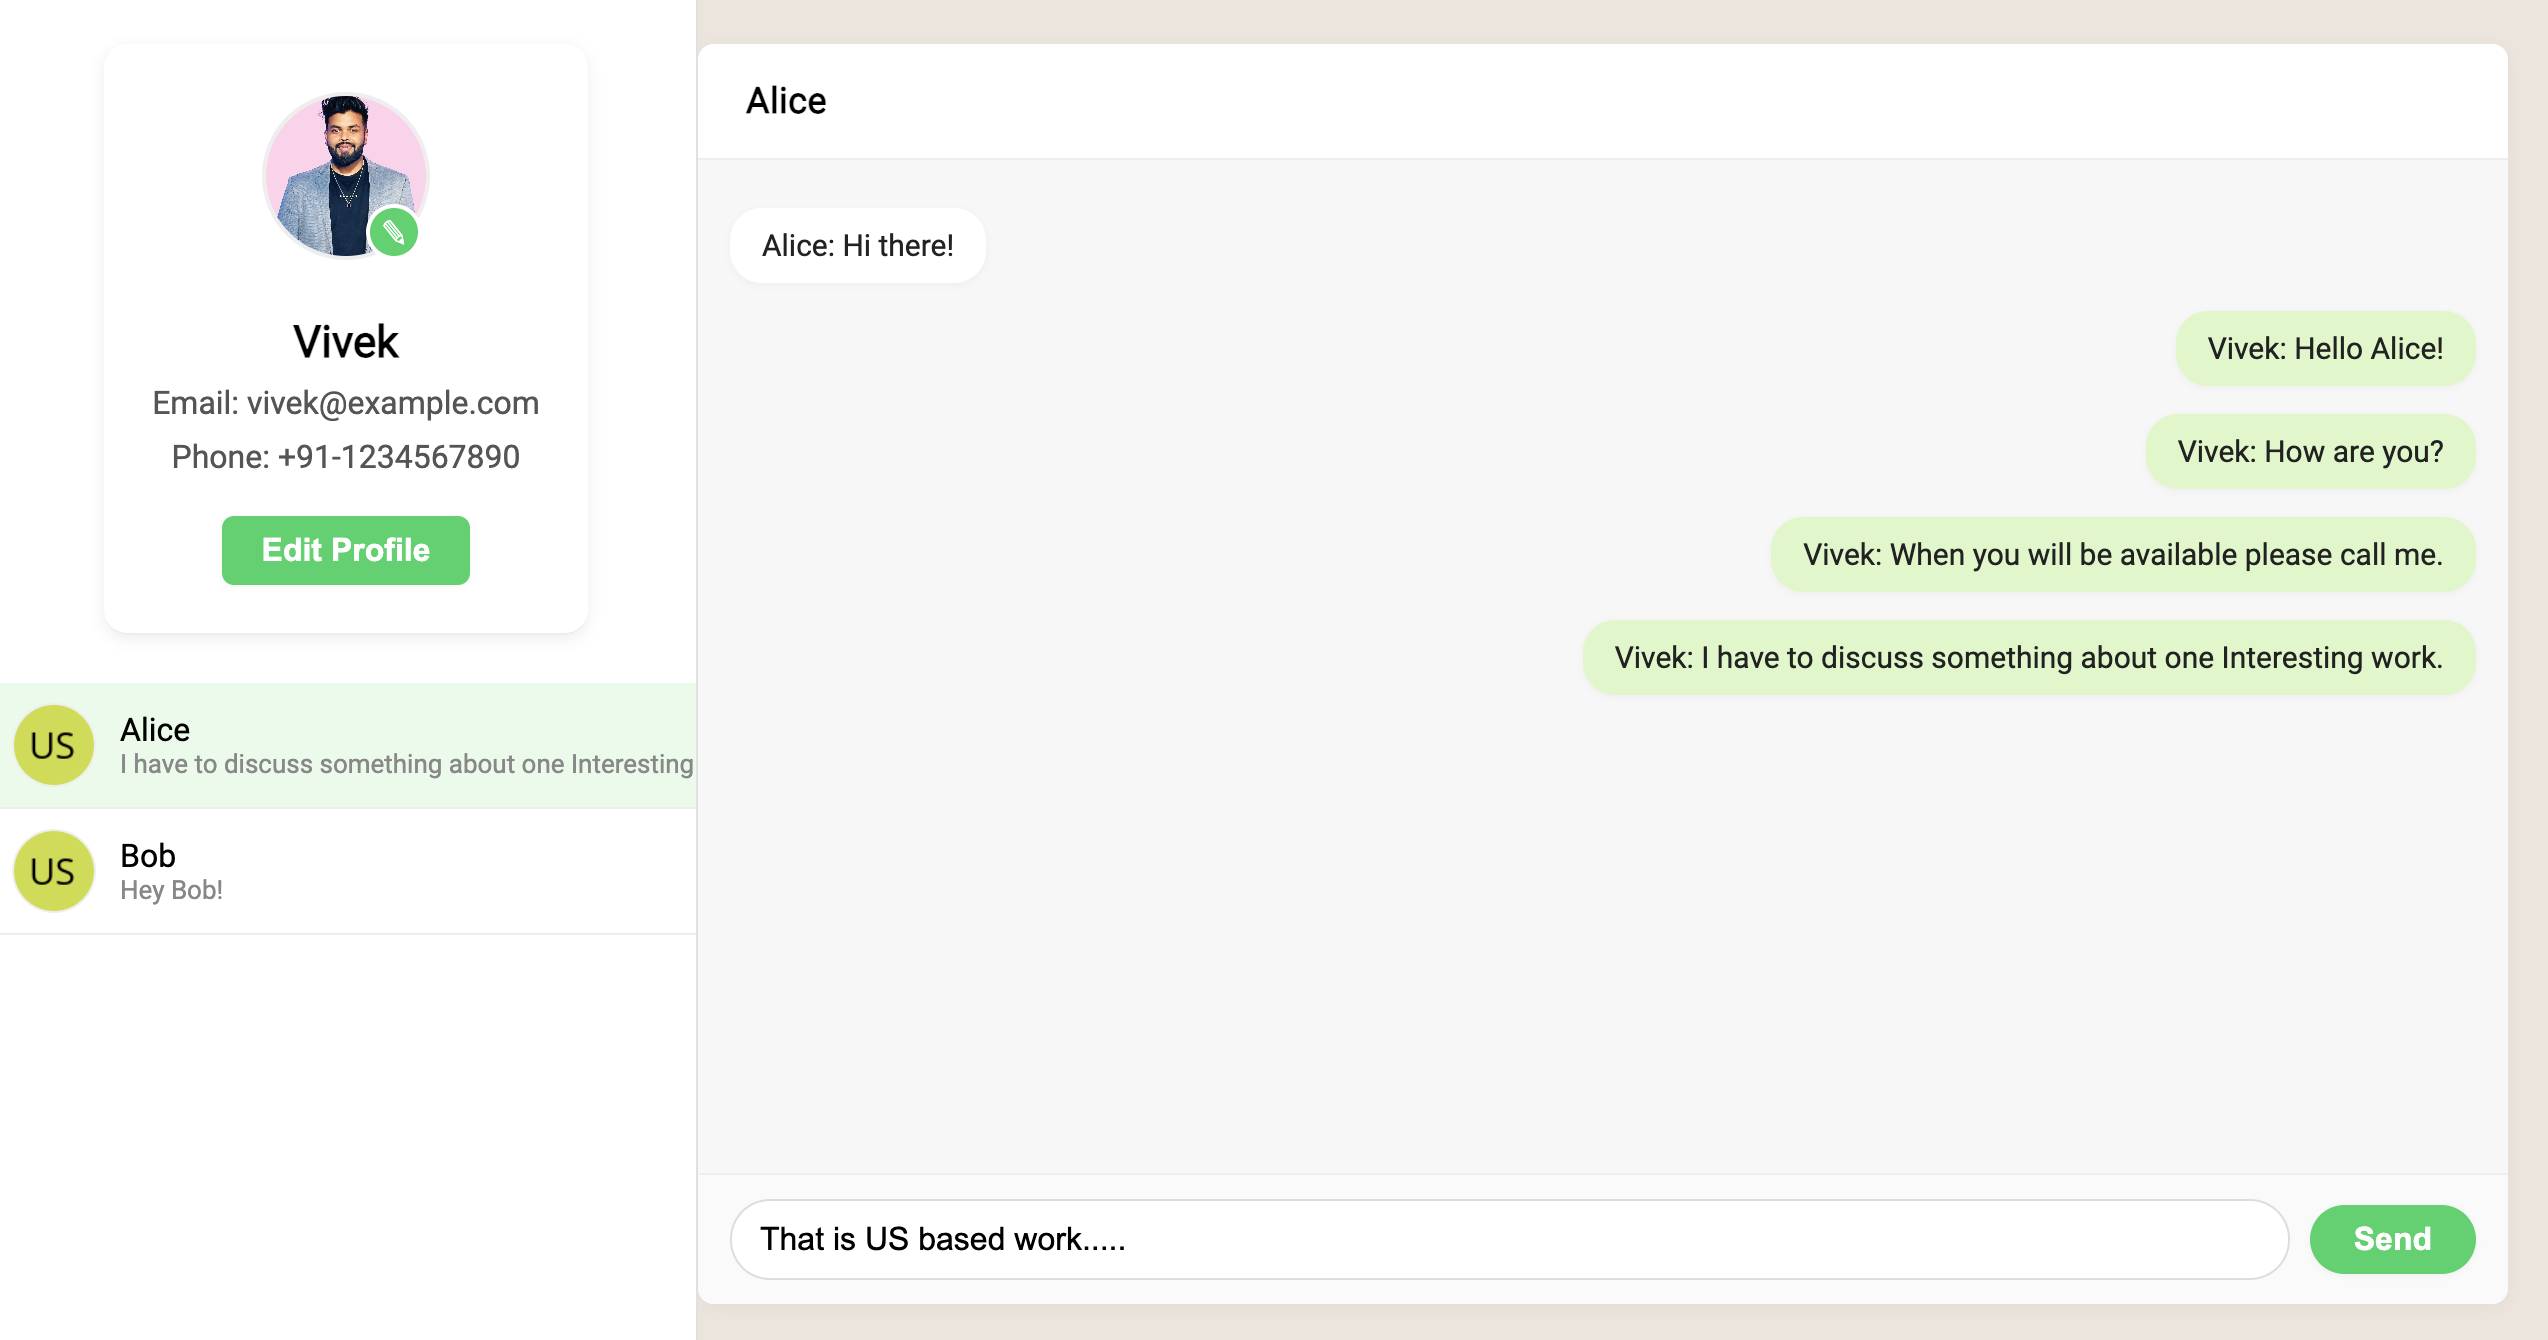 Vivek
Email: vivek@example.com
Phone: +91-1234567890
Edit Profile
US
Alice
I have to discuss something about one Interesting
US
Bob
Hey Bob!
Alice
Alice: Hi there!
Vivek: Hello Alice!
Vivek: How are you?
Vivek: When you will be available please call me.
Vivek: I have to discuss something about one Interesting work.
That is US based work.....
Send